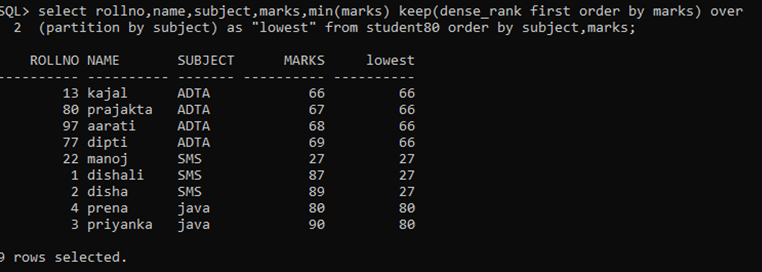 SQL> select rollno,name,subject,marks,min(marks) keep(dense_rank first order by marks) over
2 (partition by subject) as "lowest" from student80 order by subject,marks;
ROLLNO NAME SUBJECT MARKS lowest
---------- ---------- ------- ---------- ----------
13 kajal ADTA 66 66
80 prajakta ADTA 67 66
97 aarati ADTA 68 66
77 dipti ADTA 69 66
22 manoj SMS 27 27
1 dishali SMS 87 27
2 disha SMS 89 27
4 prena java 80 80
3 priyanka java 90 80
9 rows selected.